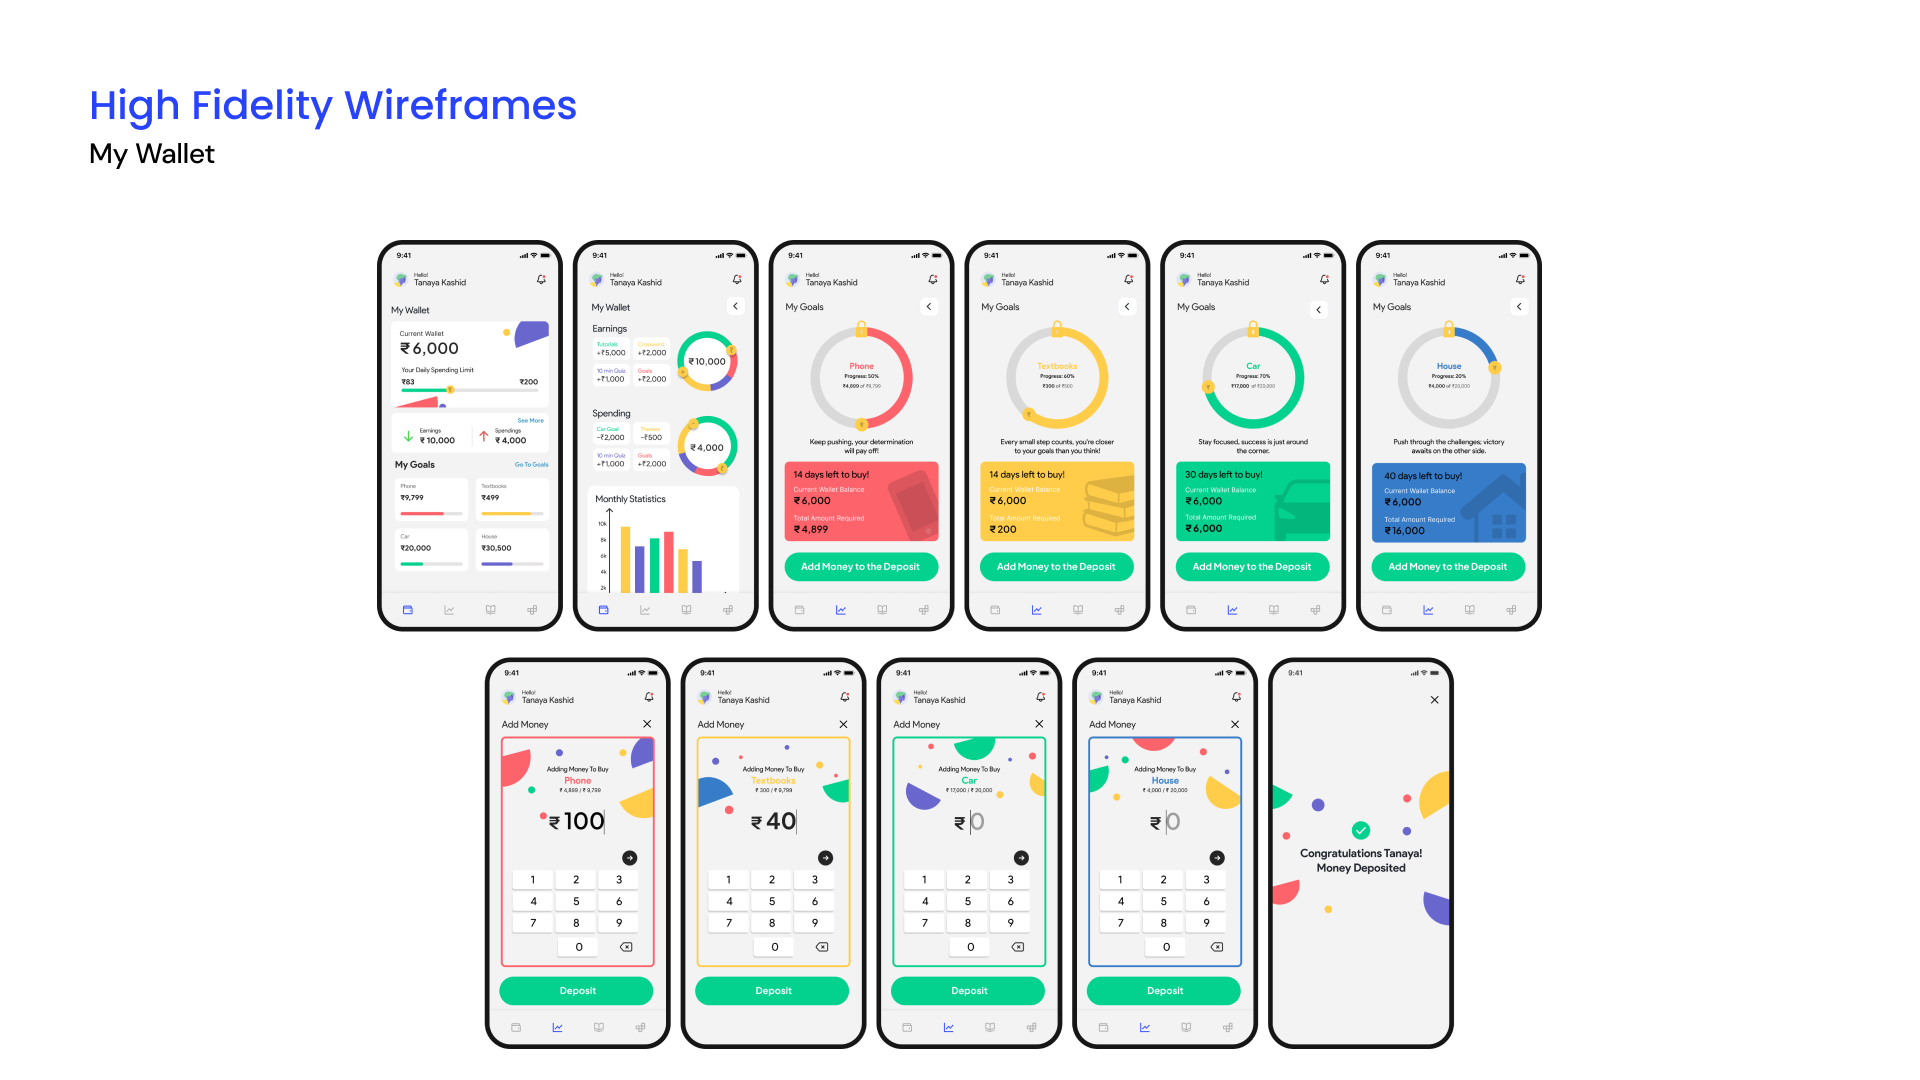 High Fidelity Wireframes
My Wallet
9:41
Hello!
Tanaya Kashid
My Wallet
Current Wallet
₹6,000
Your Daily Spending Limit
₹83 ₹200
See More
Earnings
₹ 10,000
Spendings
₹ 4,000
My Goals Go To Goals
Phone
₹9,799
Textbooks
₹499
Car
₹20,000
House
₹30,500
9:41
Hello!
Tanaya Kashid
My Wallet
Earnings
Tutorials
+₹5,000
Crossword
+₹2,000
10 min Quiz
+₹1,000
Goals
+₹2,000
₹10,000
Spending
Car Goal
-₹2,000
Themes
-₹500
10 min Quiz
+₹1,000
Goals
+₹2,000
₹4,000
Monthly Statistics
10k
8k
6k
4k
2k
9:41
Hello!
Tanaya Kashid
My Goals
Phone
Progress: 50%
₹4,899 of ₹9,799
Keep pushing, your determination
will pay off!
14 days left to buy!
Current Wallet Balance
₹6,000
Total Amount Required
₹4,899
Add Money to the Deposit
9:41
Hello!
Tanaya Kashid
My Goals
Textbooks
Progress: 60%
₹300 of ₹500
Every small step counts, you're closer
to your goals than you think!
14 days left to buy!
Current Wallet Balance
₹6,000
Total Amount Required
₹200
Add Money to the Deposit
9:41
Hello!
Tanaya Kashid
My Goals
Car
Progress: 70%
₹17,000 of ₹20,000
Stay focused, success is just around
the corner.
30 days left to buy!
Current Wallet Balance
₹6,000
Total Amount Required
₹6,000
Add Money to the Deposit
9:41
Hello!
Tanaya Kashid
My Goals
House
Progress: 20%
₹4,000 of ₹20,000
Push through the challenges; victory
awaits on the other side.
40 days left to buy!
Current Wallet Balance
₹6,000
Total Amount Required
₹16,000
Add Money to the Deposit
9:41
Hello!
Tanaya Kashid
Add Money
Adding Money To Buy
Phone
₹ 4,899 / ₹ 9,799
₹100
1 2 3
4 5 6
7 8 9
0
Deposit
9:41
Hello!
Tanaya Kashid
Add Money
Adding Money To Buy
Textbooks
₹ 300 / ₹ 9,799
₹40
1 2 3
4 5 6
7 8 9
0
Deposit
9:41
Hello!
Tanaya Kashid
Add Money
Adding Money To Buy
Car
₹ 17,000 / ₹ 20,000
₹ 0
1 2 3
4 5 6
7 8 9
0
Deposit
9:41
Hello!
Tanaya Kashid
Add Money
Adding Money To Buy
House
₹ 4,000 / ₹ 20,000
₹ 0
1 2 3
4 5 6
7 8 9
0
Deposit
9:41
Congratulations Tanaya!
Money Deposited